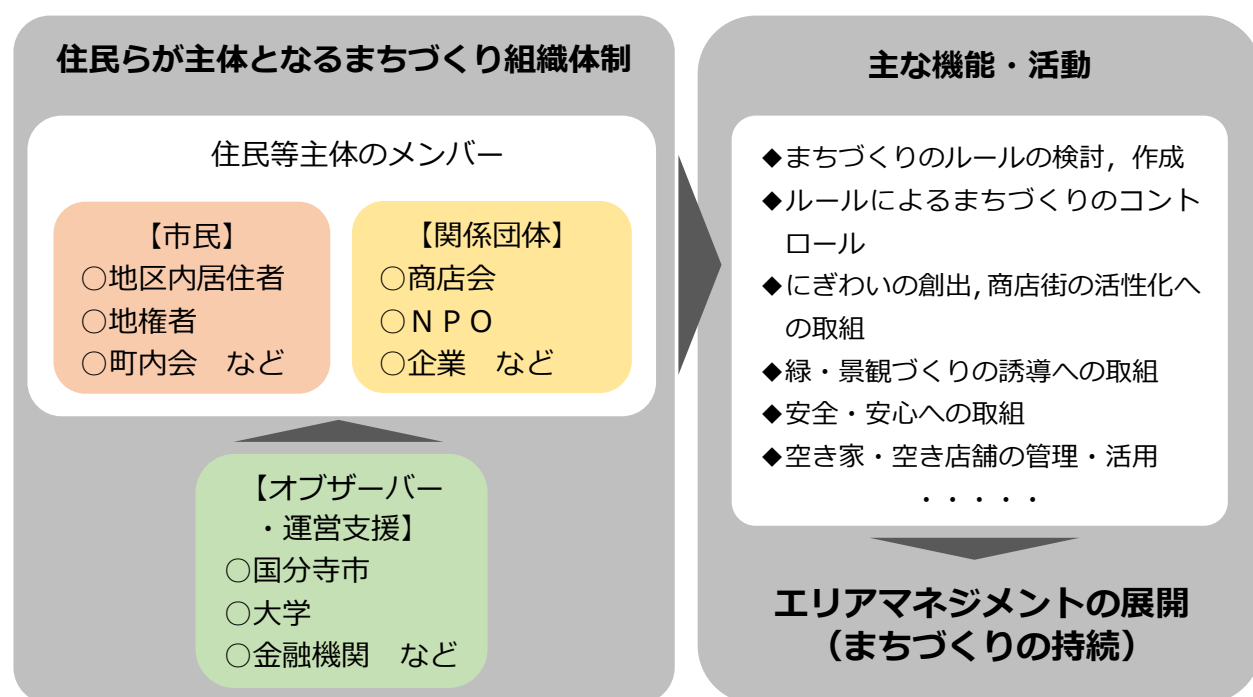 住民らが主体となるまちづくり組織体制
住民等主体のメンバー
【市民】
○地区内居住者
○地権者
○町内会　など
【関係団体】
○商店会
○ＮＰＯ
○企業　など
【オブザーバー
・運営支援】
○国分寺市
○大学
○金融機関　など
主な機能・活動
◆まちづくりのルールの検討，作成
◆ルールによるまちづくりのコント
ロール
◆にぎわいの創出，商店街の活性化へ
の取組
◆緑・景観づくりの誘導への取組
◆安全・安心への取組
◆空き家・空き店舗の管理・活用
・・・・・
エリアマネジメントの展開
（まちづくりの持続）